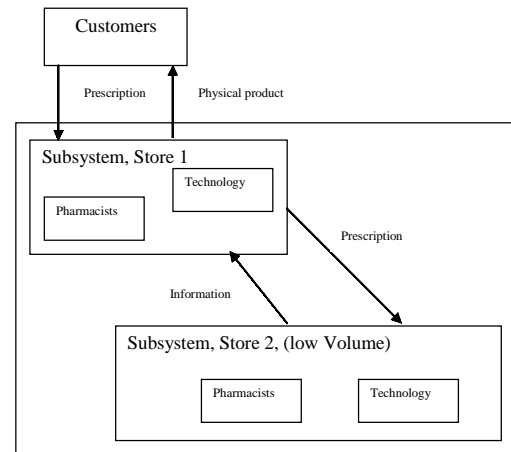 Customers
Prescription
Physical product
Subsystem, Store 1
Technology
Pharmacists
Prescription
Information
Subsystem, Store 2, (low Volume)
Pharmacists
Technology